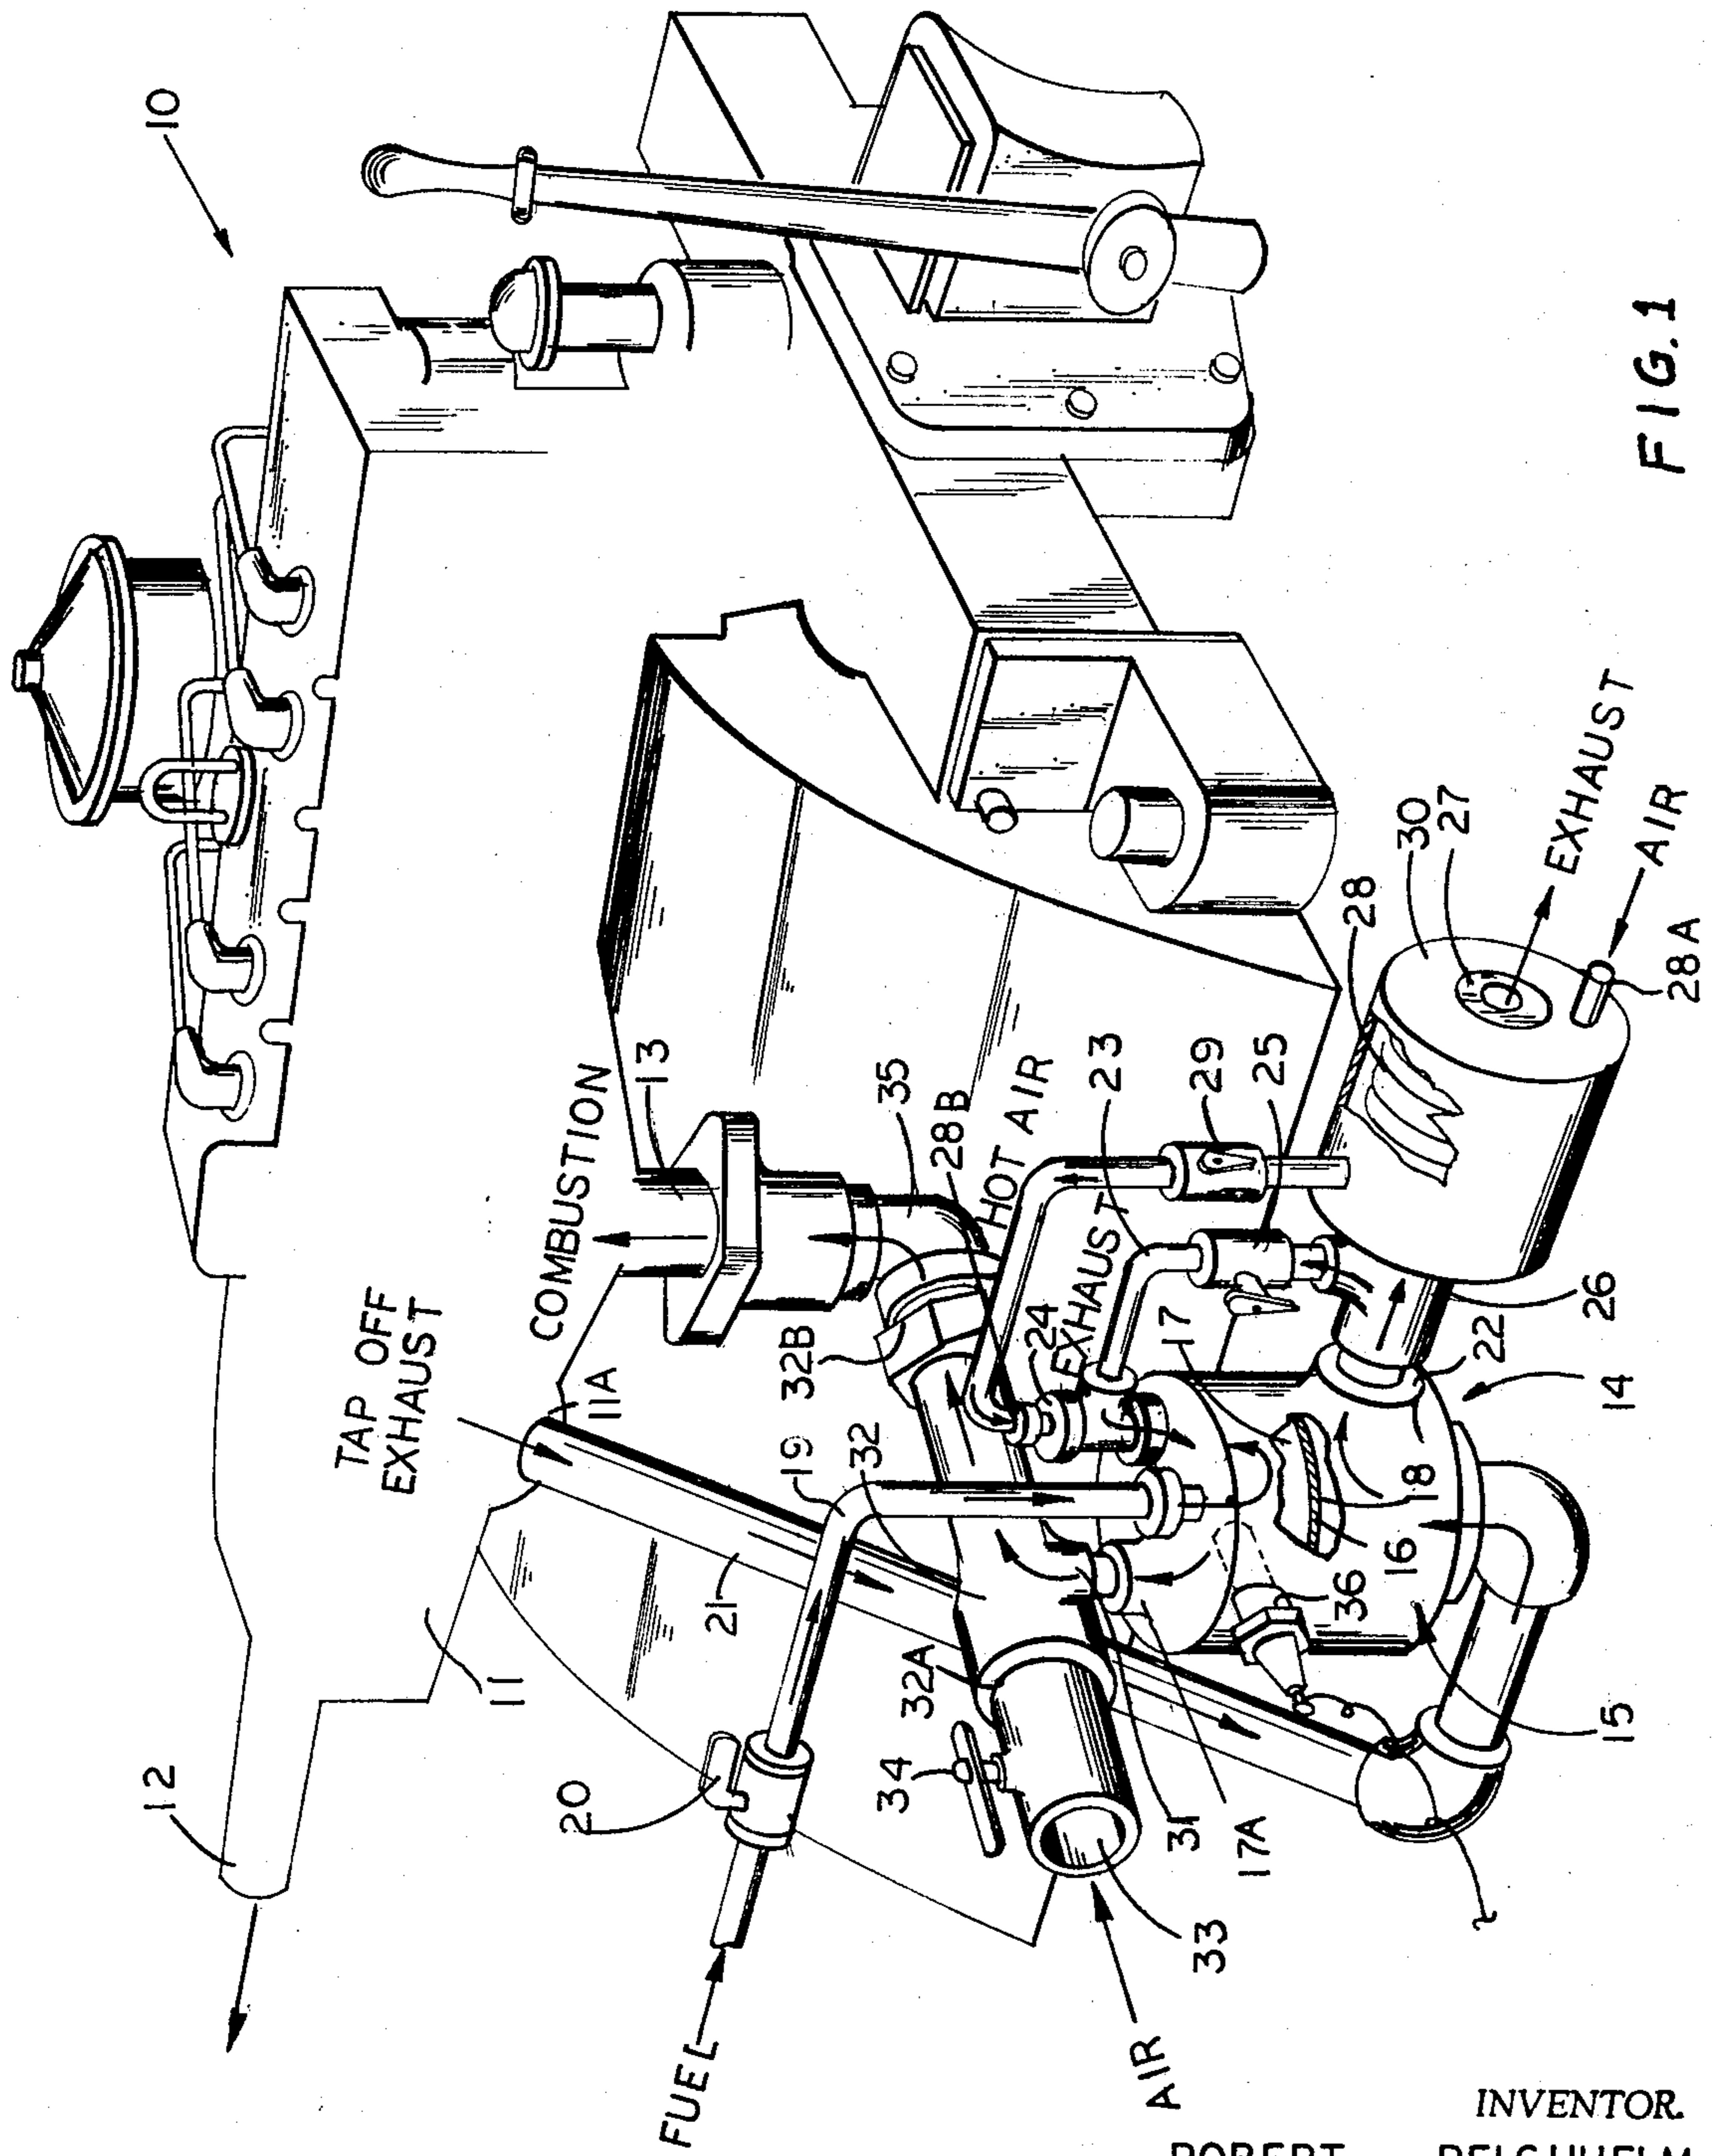 10
12
11
TAP OFF
EXHAUST
11A
COMBUSTION
13
FUEL
20
21
19
32
32B
35
28B
HOT AIR
34
32A
24
EXHAUST
23
29
25
17
28
30
27
EXHAUST
AIR
28A
AIR
33
31
17A
36
16
18
15
14
22
26
FIG.1
INVENTOR.
ROBERT